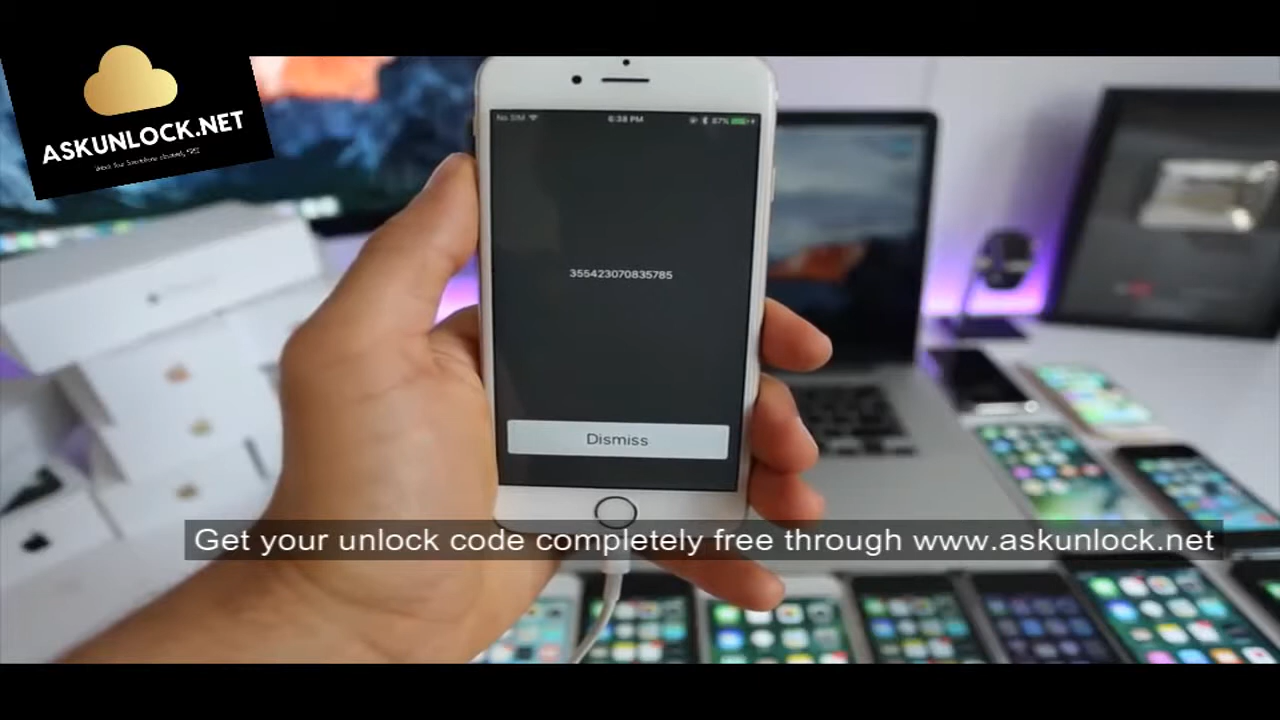 ASKUNLOCK.NET
No SIM 6:38 PM 87%
355423070835785
Dismiss
Get your unlock code completely free through www.askunlock.net